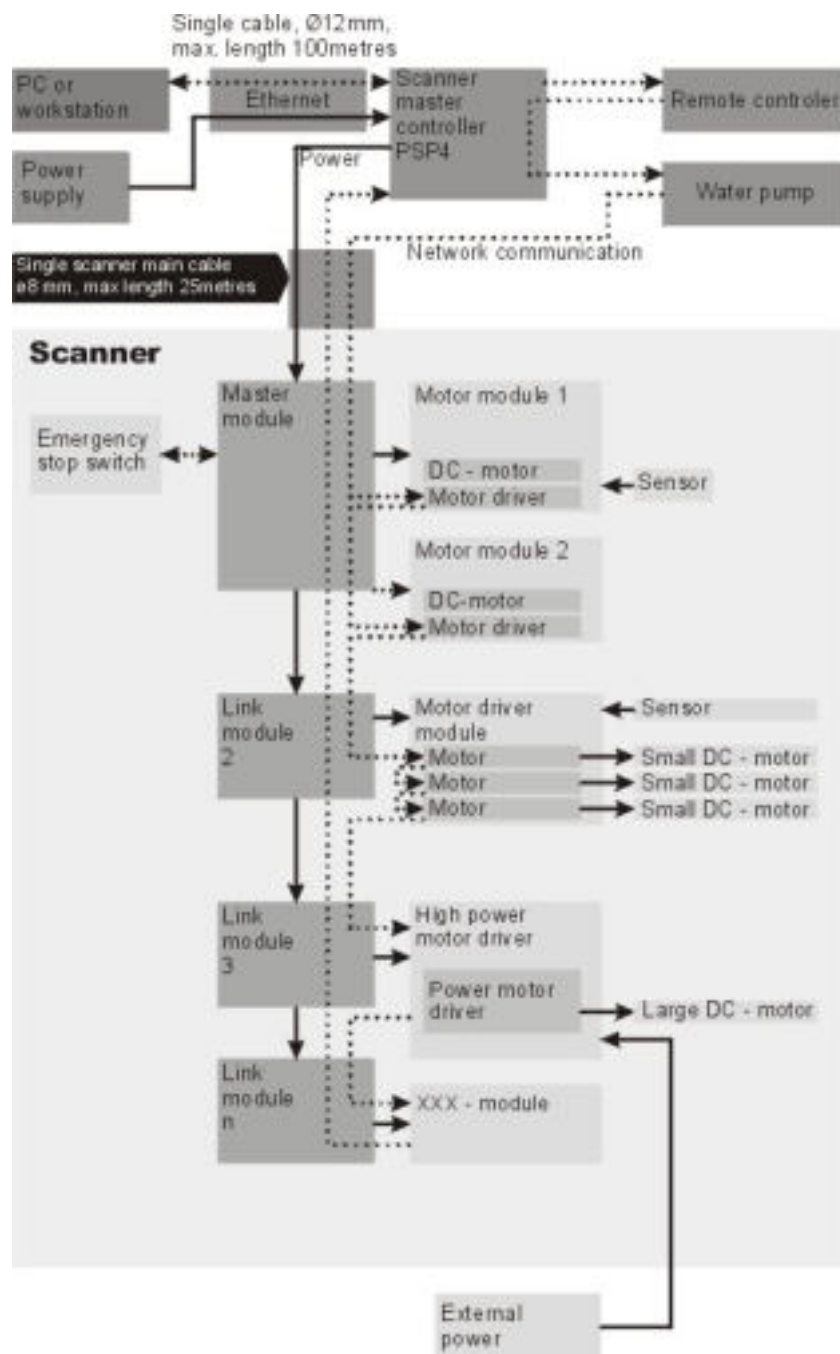 Single cable, Ø12mm,
max. length 100metres
PC or
workstation
Ethernet
Scanner
master
controller
PSP4
Remote controler
Power
supply
Power
Water pump
Network communication
Single scanner main cable
ø8 mm, max length 25metres
Scanner
Master
module
Motor module 1
Emergency
stop switch
DC - motor
Motor driver
Sensor
Motor module 2
DC-motor
Motor driver
Link
module
2
Motor driver
module
Sensor
Motor
Small DC - motor
Motor
Small DC - motor
Motor
Small DC - motor
Link
module
3
High power
motor driver
Power motor
driver
Large DC - motor
Link
module
n
XXX - module
External
power